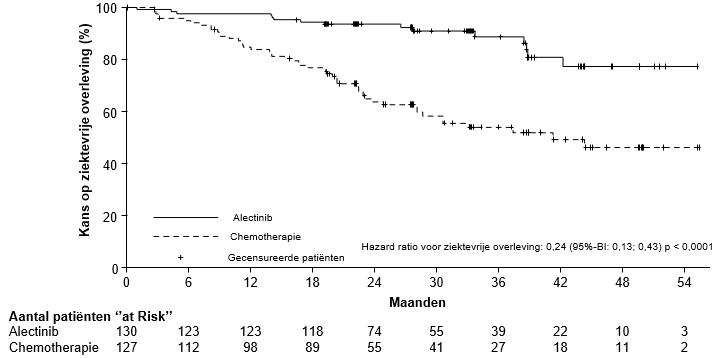 Kans op ziektevrije overleving (%)
100
80
60
40
20
0
Alectinib
Chemotherapie
Gecensureerde patiënten
Hazard ratio voor ziektevrije overleving: 0,24 (95%-BI: 0,13; 0,43) p < 0,0001
0 6 12 18 24 30 36 42 48 54
Maanden
Aantal patiënten ‘’at Risk’’
Alectinib 130 123 123 118 74 55 39 22 10 3
Chemotherapie 127 112 98 89 55 41 27 18 11 2